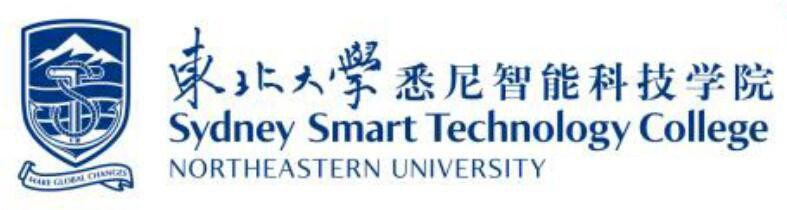 東北大學 悉尼智能科技学院
Sydney Smart Technology College
NORTHEASTERN UNIVERSITY
MAKE GLOBAL CHANGES